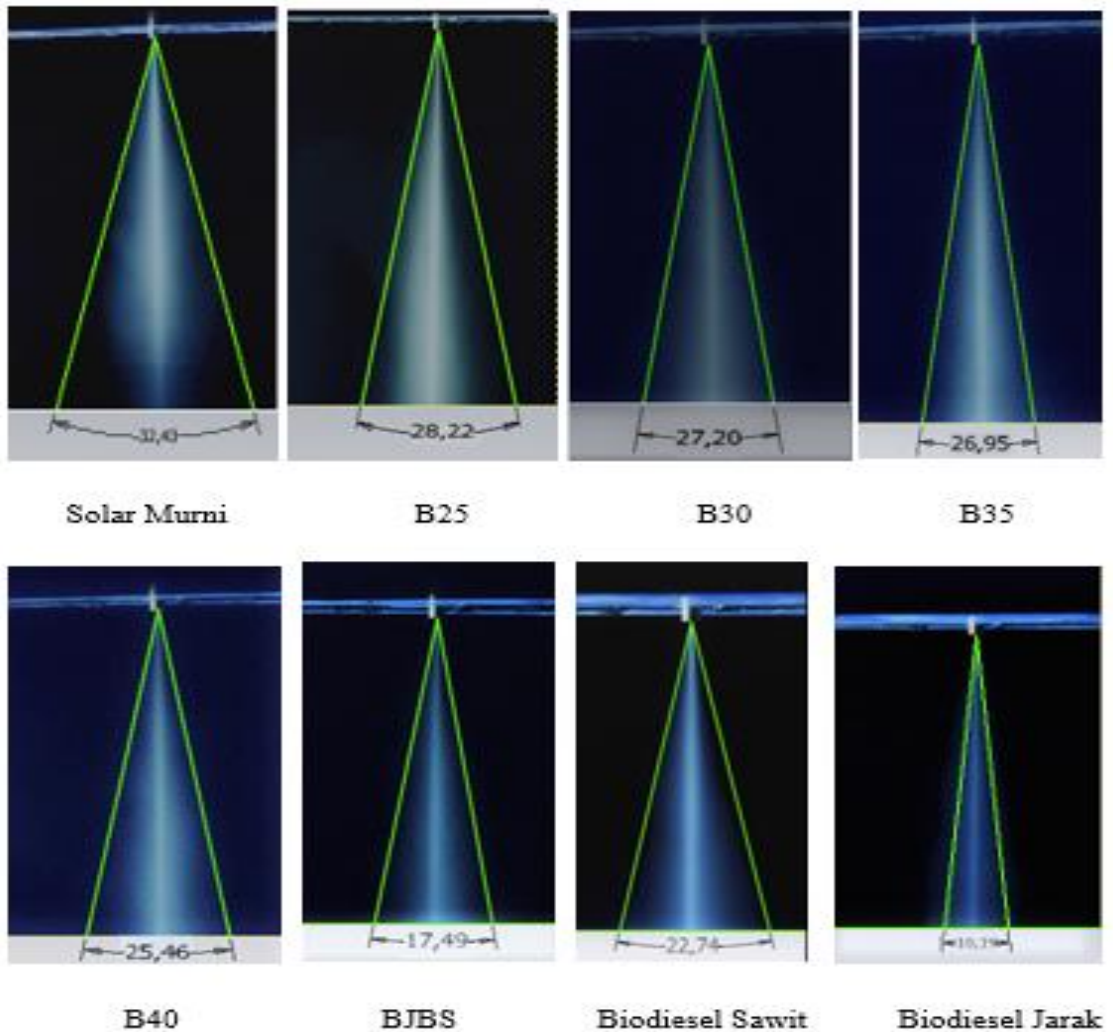 28,22
27,20
26,95
Solar Murni
B25
B30
B35
25,46
17,49
22,74
B40
BJBS
Biodiesel Sawit
Biodiesel Jarak